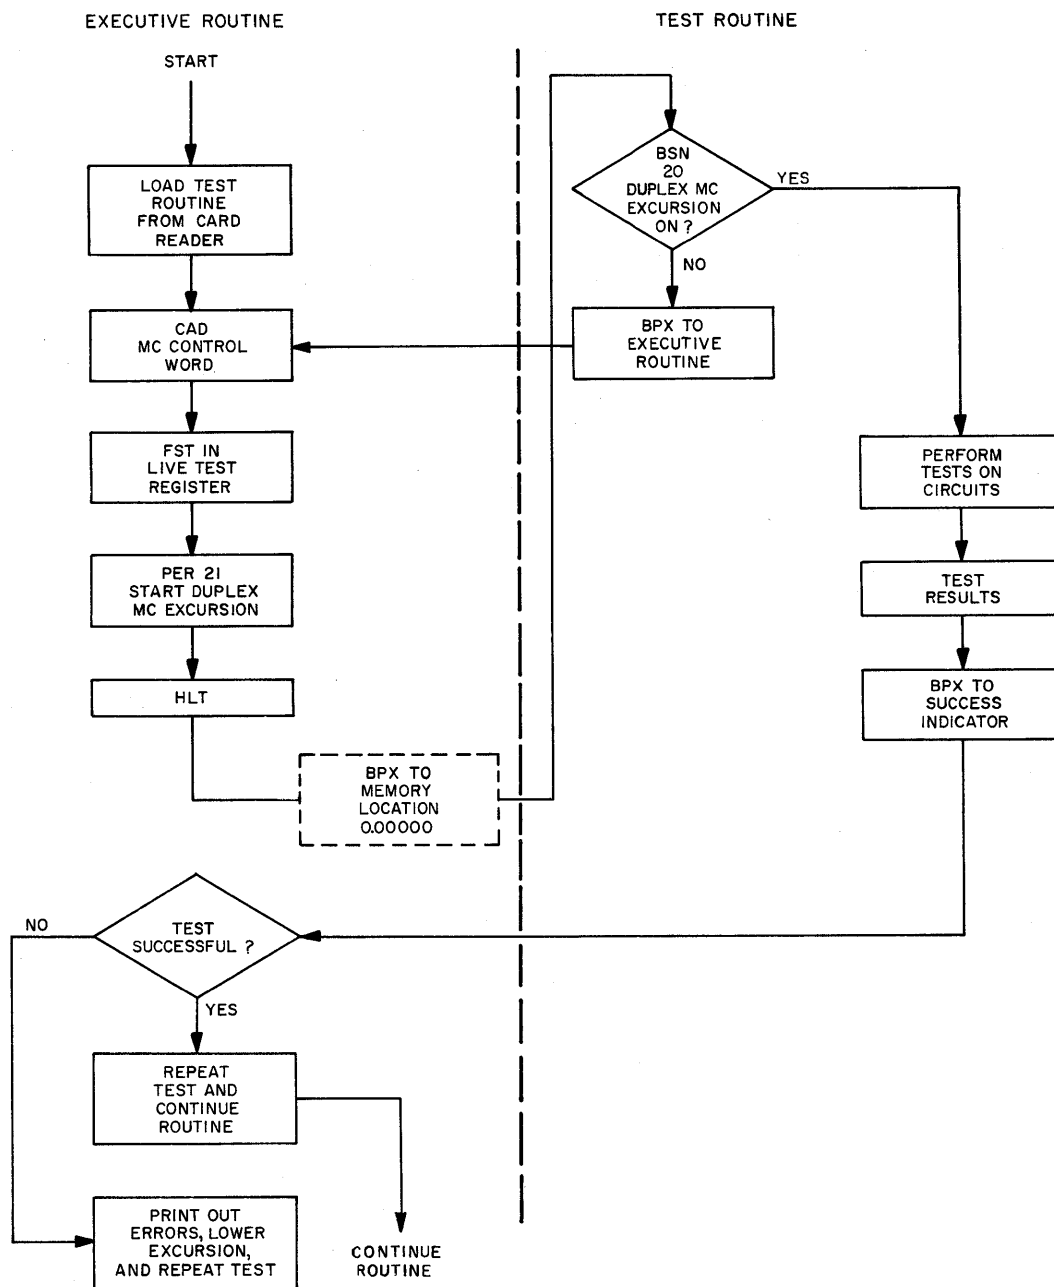 EXECUTIVE ROUTINE
TEST ROUTINE
START
LOAD TEST
ROUTINE
FROM CARD
READER
CAD
MC CONTROL
WORD
FST IN
LIVE TEST
REGISTER
PER 21
START DUPLEX
MC EXCURSION
HLT
BPX TO
MEMORY
LOCATION
0.00000
BSN
20
DUPLEX MC
EXCURSION
ON ?
YES
NO
BPX TO
EXECUTIVE
ROUTINE
PERFORM
TESTS ON
CIRCUITS
TEST
RESULTS
BPX TO
SUCCESS
INDICATOR
TEST
SUCCESSFUL ?
NO
YES
REPEAT
TEST AND
CONTINUE
ROUTINE
PRINT OUT
ERRORS, LOWER
EXCURSION,
AND REPEAT TEST
CONTINUE
ROUTINE